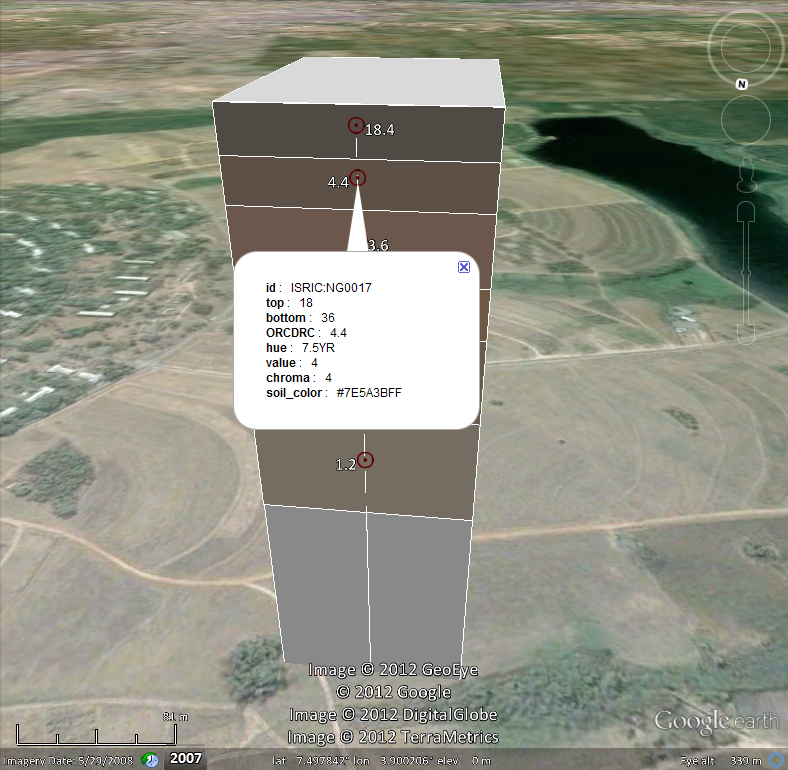 N
18.4
4.4
3.6
id : ISRIC:NG0017
top : 18
bottom : 36
ORCDRC : 4.4
hue : 7.5YR
value : 4
chroma : 4
soil_color : #7E5A3BFF
1.2
Image © 2012 GeoEye
© 2012 Google
Image © 2012 DigitalGlobe
Image © 2012 TerraMetrics
81 m
Google earth
Imagery Date: 5/29/2008 2007 lat 7.497842° lon 3.900206° elev 0 m Eye alt 339 m